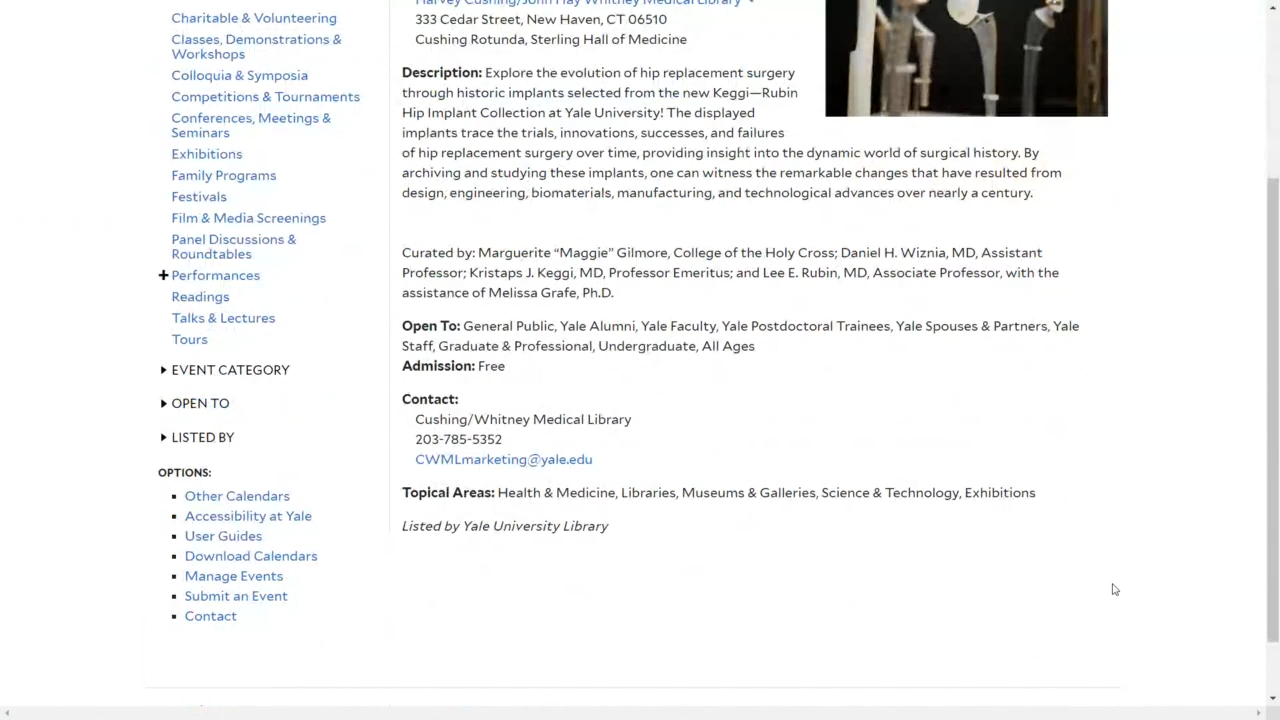 Charitable & Volunteering
Classes, Demonstrations &
Workshops
Colloquia & Symposia
Competitions & Tournaments
Conferences, Meetings &
Seminars
Exhibitions
Family Programs
Festivals
Film & Media Screenings
Panel Discussions &
Roundtables
Performances
Readings
Talks & Lectures
Tours
EVENT CATEGORY
OPEN TO
LISTED BY
OPTIONS:
Other Calendars
Accessibility at Yale
User Guides
Download Calendars
Manage Events
Submit an Event
Contact
Harvey Cushing/John Hay Whitney Medical Library
333 Cedar Street, New Haven, CT 06510
Cushing Rotunda, Sterling Hall of Medicine
Description: Explore the evolution of hip replacement surgery
through historic implants selected from the new Keggi—Rubin
Hip Implant Collection at Yale University! The displayed
implants trace the trials, innovations, successes, and failures
of hip replacement surgery over time, providing insight into the dynamic world of surgical history. By
archiving and studying these implants, one can witness the remarkable changes that have resulted from
design, engineering, biomaterials, manufacturing, and technological advances over nearly a century.
Curated by: Marguerite “Maggie” Gilmore, College of the Holy Cross; Daniel H. Wiznia, MD, Assistant
Professor; Kristaps J. Keggi, MD, Professor Emeritus; and Lee E. Rubin, MD, Associate Professor, with the
assistance of Melissa Grafe, Ph.D.
Open To: General Public, Yale Alumni, Yale Faculty, Yale Postdoctoral Trainees, Yale Spouses & Partners, Yale
Staff, Graduate & Professional, Undergraduate, All Ages
Admission: Free
Contact:
Cushing/Whitney Medical Library
203-785-5352
CWMLmarketing@yale.edu
Topical Areas: Health & Medicine, Libraries, Museums & Galleries, Science & Technology, Exhibitions
Listed by Yale University Library